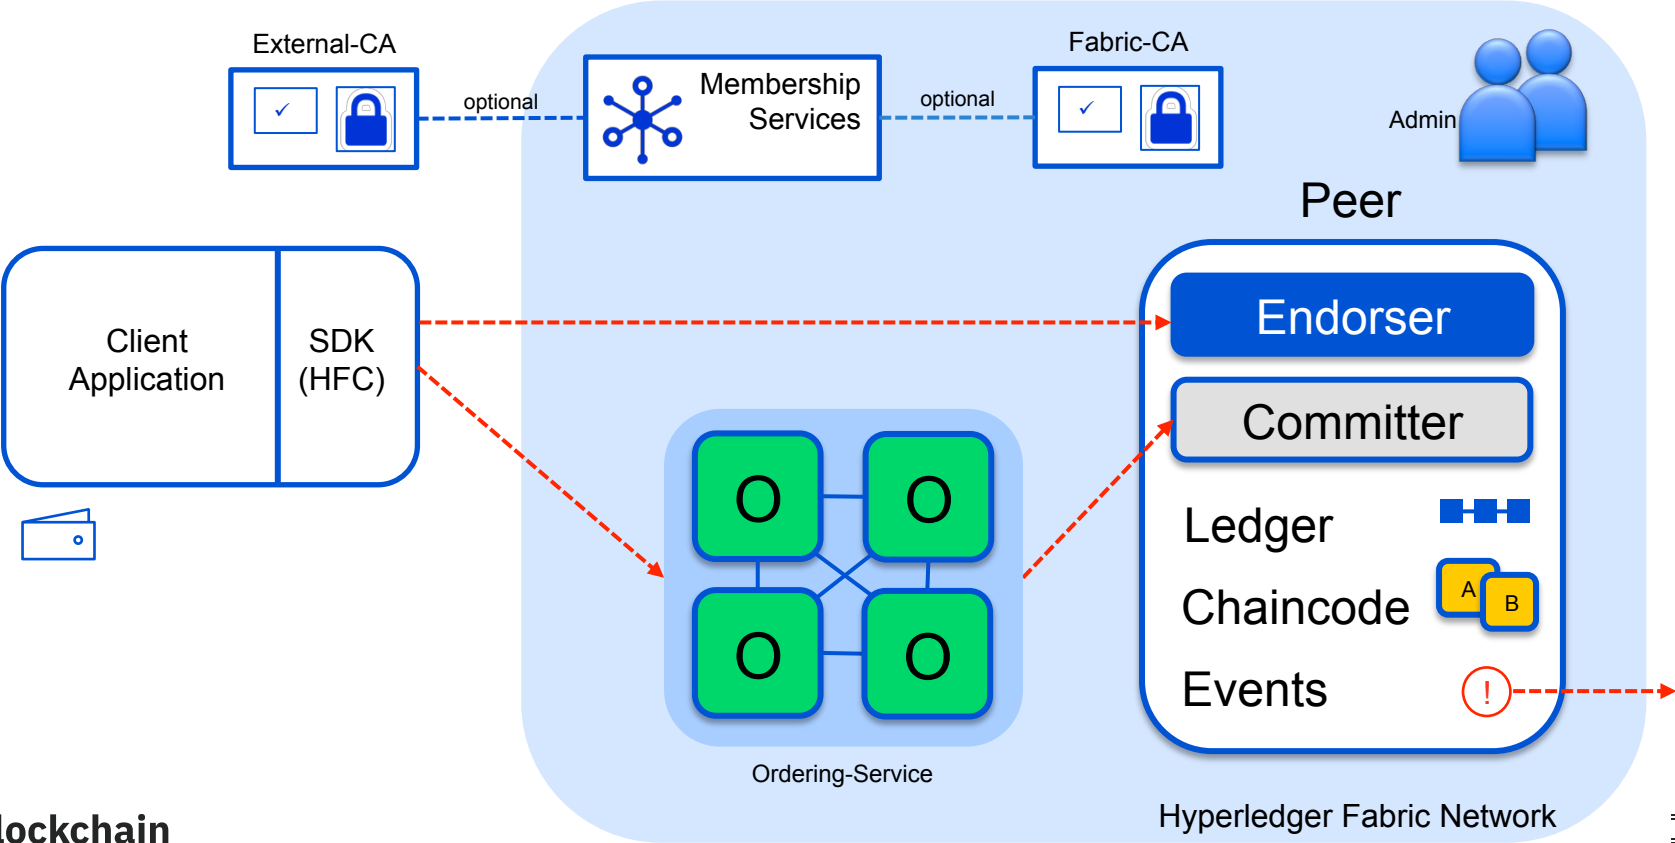 External-CA
Fabric-CA
optional
Membership
Services
optional
Admin
Peer
Client
Application
SDK
(HFC)
Endorser
Committer
O
O
Ledger
Chaincode
A
B
O
O
Events
!
Ordering-Service
Hyperledger Fabric Network
lockchain